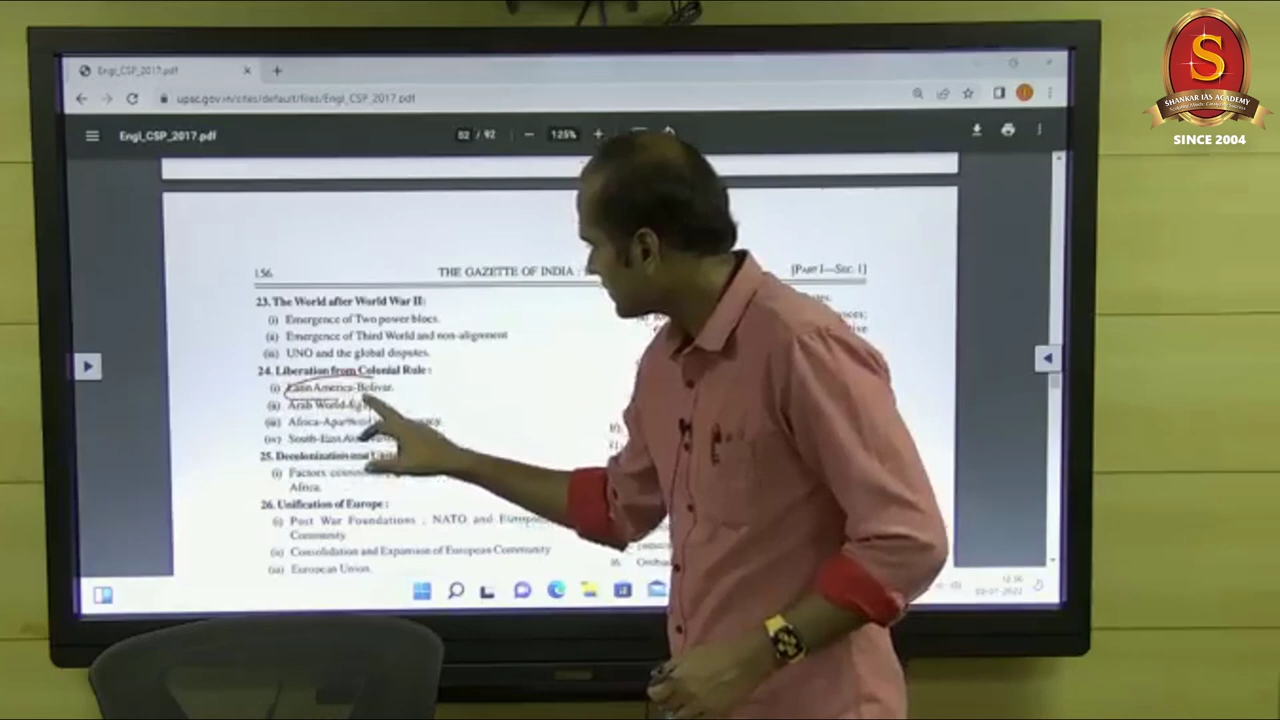 Engl_CSP_2017.pdf
upsc.gov.in/sites/default/files/Engl_CSP_2017.pdf
Engl_CSP_2017.pdf
82 / 92
125%
S
SHANKAR IAS ACADEMY
SINCE 2004
156
THE GAZETTE OF INDIA :
[PART I—SEC. 1]
23. The World after World War II:
(i) Emergence of Two power blocs.
(ii) Emergence of Third World and non-alignment
(iii) UNO and the global disputes.
24. Liberation from Colonial Rule :
(i) Latin America-Bolivar.
(ii) Arab World-
(iii) Africa-Apartheid
(iv) South-East Asia
25. Decolonization and
(i) Factors
Africa.
26. Unification of Europe :
(i) Post War Foundations ; NATO and European
Community
(ii) Consolidation and Expansion of European Community
(iii) European Union.